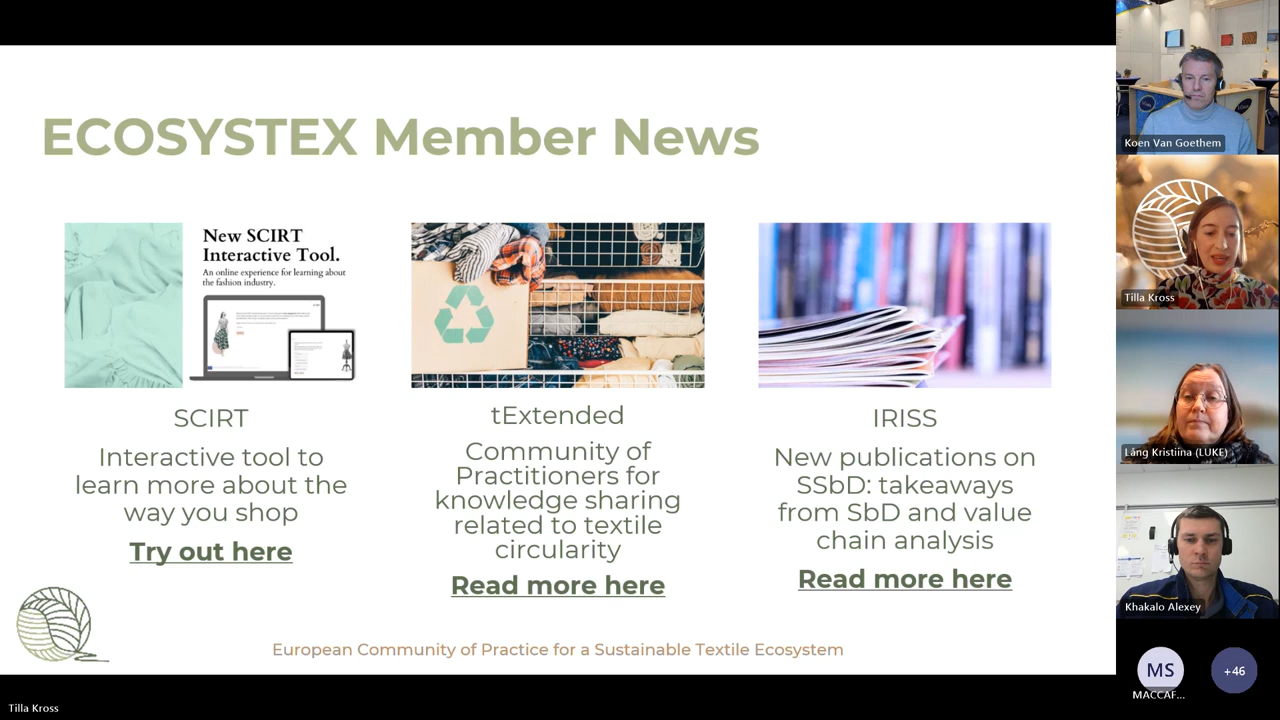 ECOSYSTEX Member News
New SCIRT
Interactive Tool.
An online experience for learning about
the fashion industry.
SCIRT
Interactive tool to
learn more about the
way you shop
Try out here
tExtended
Community of
Practitioners for
knowledge sharing
related to textile
circularity
Read more here
IRISS
New publications on
SSbD: takeaways
from SbD and value
chain analysis
Read more here
European Community of Practice for a Sustainable Textile Ecosystem
Tilla Kross
Koen Van Goethem
Tilla Kross
Lång Kristiina (LUKE)
Khakalo Alexey
MS
MACCAF...
+46